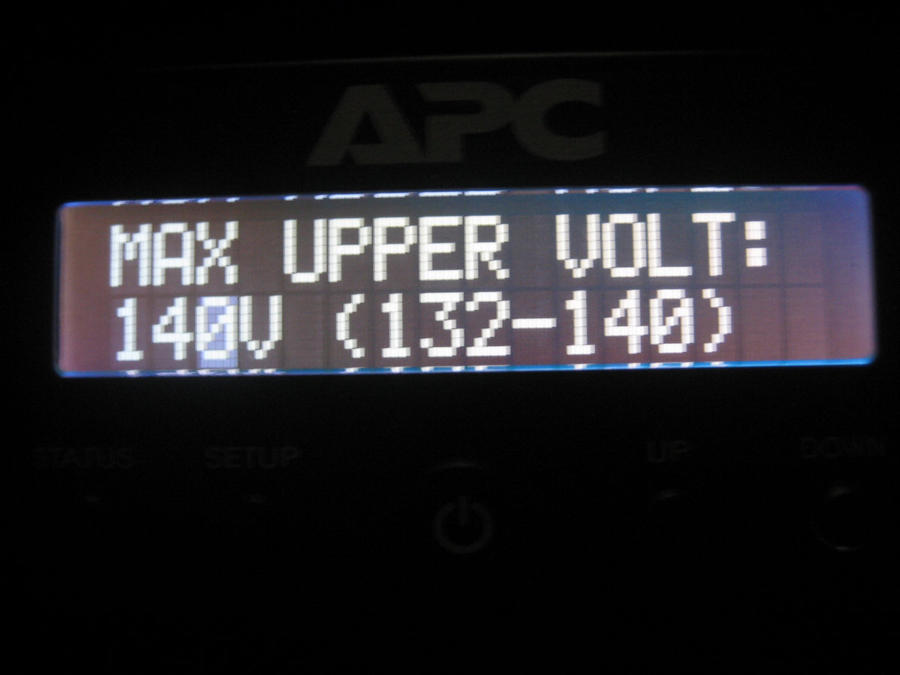 APC
MAX UPPER VOLT:
140V (132-140)
STATUS SETUP UP DOWN